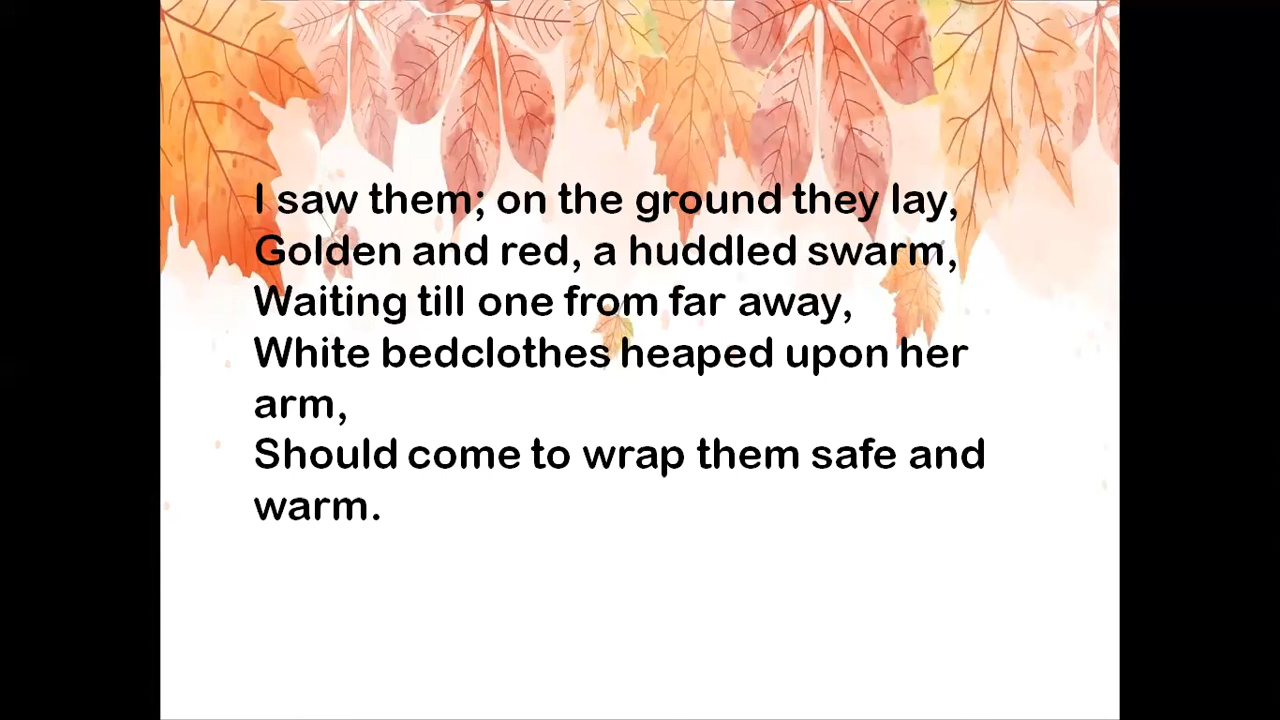 I saw them; on the ground they lay,
Golden and red, a huddled swarm,
Waiting till one from far away,
White bedclothes heaped upon her
arm,
Should come to wrap them safe and
warm.